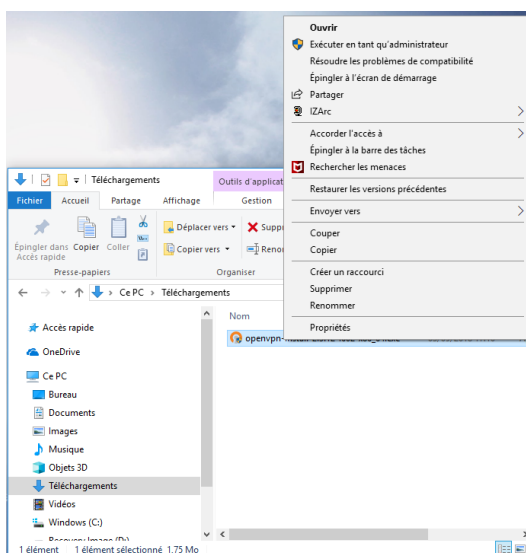 Ouvrir
Exécuter en tant qu'administrateur
Résoudre les problèmes de compatibilité
Épingler à l'écran de démarrage
Partager
IZArc
Accorder l'accès à
Épingler à la barre des tâches
Rechercher les menaces
Restaurer les versions précédentes
Envoyer vers
Couper
Copier
Créer un raccourci
Supprimer
Renommer
Propriétés
Téléchargements
Outils d'applicat
Fichier Accueil Partage Affichage Gestion
Épingler dans Accès rapide
Copier
Coller
Déplacer vers
Copier vers
Supp
Reno
Presse-papiers
Organiser
Ce PC > Téléchargements
Nom
Accès rapide
OneDrive
Ce PC
Bureau
Documents
Images
Musique
Objets 3D
Téléchargements
Vidéos
Windows (C:)
1 élément 1 élément sélectionné 1,75 Mo